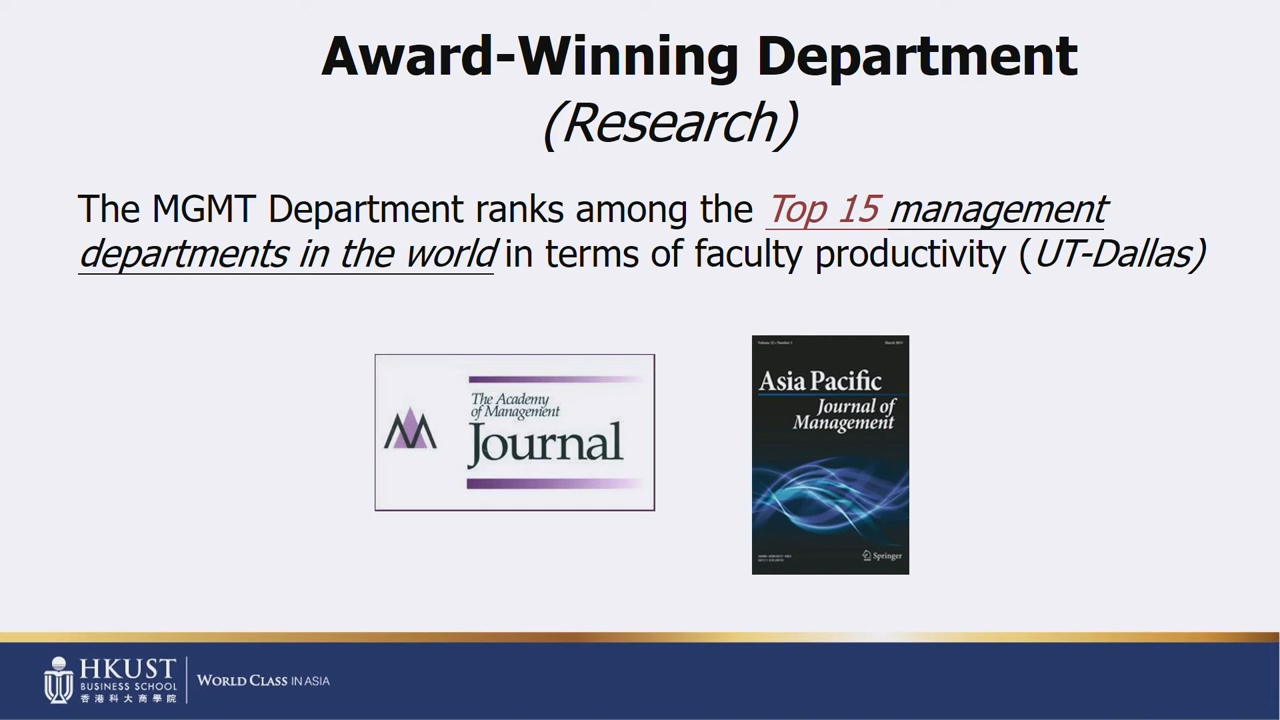 Award-Winning Department
(Research)
The MGMT Department ranks among the Top 15 management
departments in the world in terms of faculty productivity (UT-Dallas)
The Academy
of Management
Journal
Asia Pacific
Journal of
Management
Springer
HKUST
BUSINESS SCHOOL
香港科大商學院
WORLD CLASS IN ASIA